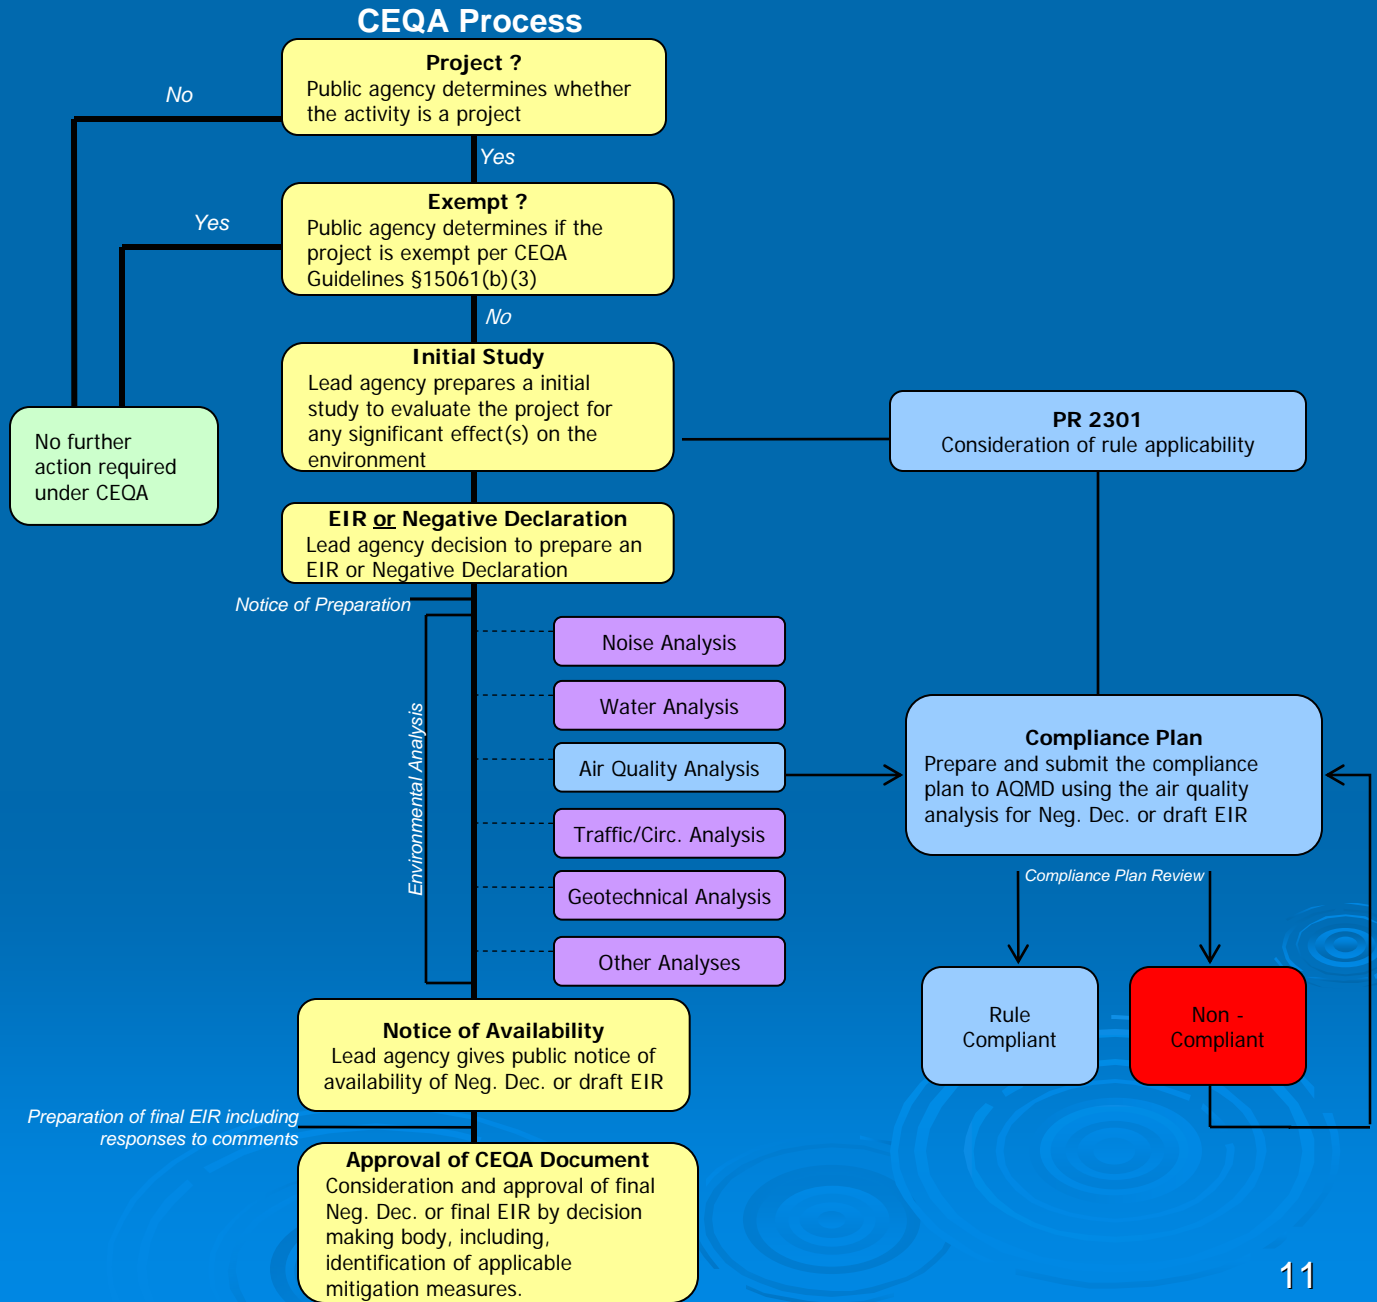 CEQA Process
Project ?
Public agency determines whether
the activity is a project
No
Yes
Exempt ?
Public agency determines if the
project is exempt per CEQA
Guidelines §15061(b)(3)
Yes
No
Initial Study
Lead agency prepares a initial
study to evaluate the project for
any significant effect(s) on the
environment
No further
action required
under CEQA
PR 2301
Consideration of rule applicability
EIR or Negative Declaration
Lead agency decision to prepare an
EIR or Negative Declaration
Notice of Preparation
Environmental Analysis
Noise Analysis
Water Analysis
Air Quality Analysis
Traffic/Circ. Analysis
Geotechnical Analysis
Other Analyses
Compliance Plan
Prepare and submit the compliance
plan to AQMD using the air quality
analysis for Neg. Dec. or draft EIR
Compliance Plan Review
Rule
Compliant
Non -
Compliant
Notice of Availability
Lead agency gives public notice of
availability of Neg. Dec. or draft EIR
Preparation of final EIR including
responses to comments
Approval of CEQA Document
Consideration and approval of final
Neg. Dec. or final EIR by decision
making body, including,
identification of applicable
mitigation measures.
11